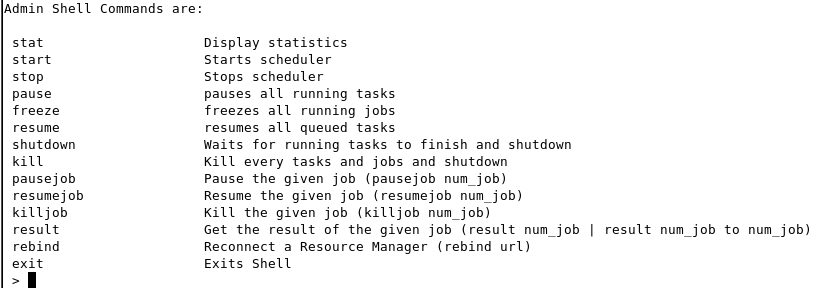 Admin Shell Commands are:
stat Display statistics
start Starts scheduler
stop Stops scheduler
pause pauses all running tasks
freeze freezes all running jobs
resume resumes all queued tasks
shutdown Waits for running tasks to finish and shutdown
kill Kill every tasks and jobs and shutdown
pausejob Pause the given job (pausejob num_job)
resumejob Resume the given job (resumejob num_job)
killjob Kill the given job (killjob num_job)
result Get the result of the given job (result num_job | result num_job to num_job)
rebind Reconnect a Resource Manager (rebind url)
exit Exits Shell
>